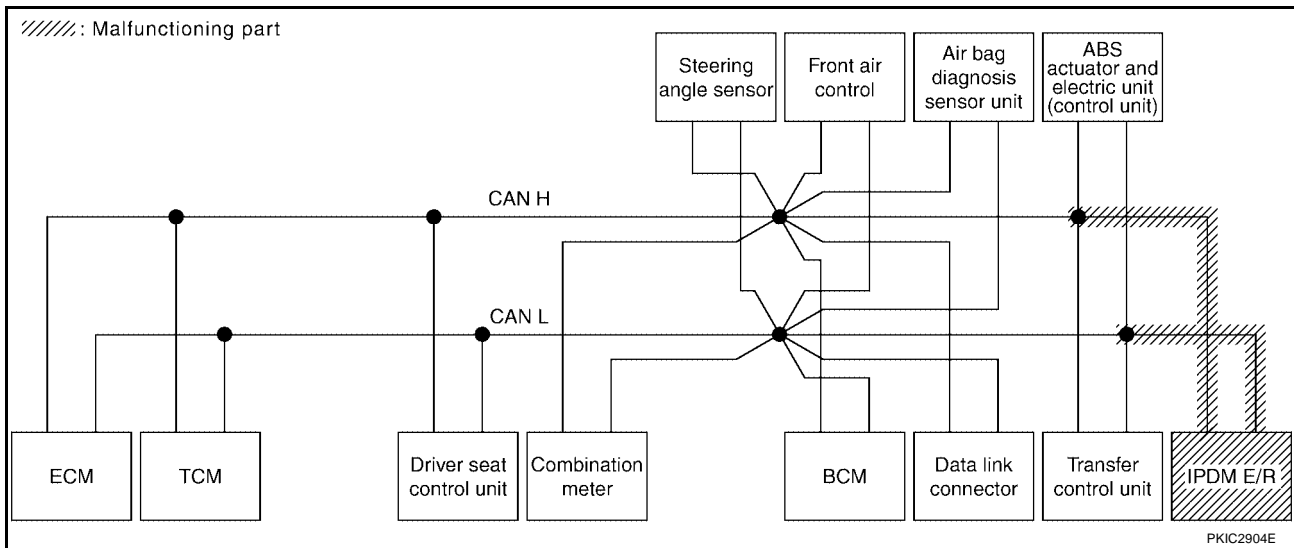 : Malfunctioning part
Steering
angle sensor
Front air
control
Air bag
diagnosis
sensor unit
ABS
actuator and
electric unit
(control unit)
CAN H
CAN L
ECM
TCM
Driver seat
control unit
Combination
meter
BCM
Data link
connector
Transfer
control unit
IPDM E/R
PKIC2904E